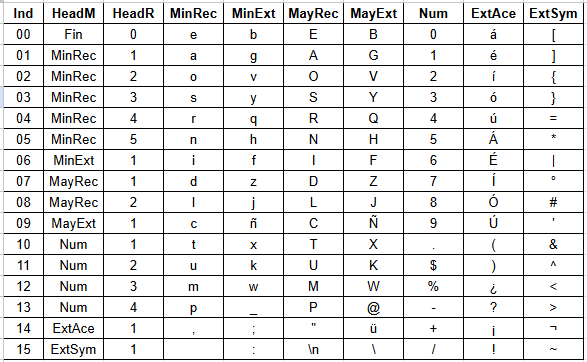 Ind HeadM HeadR MinRec MinExt MayRec MayExt Num ExtAce ExtSym
00 Fin 0 e b E B 0 á [
01 MinRec 1 a g A G 1 é ]
02 MinRec 2 o v O V 2 í {
03 MinRec 3 s y S Y 3 ó }
04 MinRec 4 r q R Q 4 ú =
05 MinRec 5 n h N H 5 Á *
06 MinExt 1 i f I F 6 É |
07 MayRec 1 d z D Z 7 Í °
08 MayRec 2 l j L J 8 Ó #
09 MayExt 1 c ñ C Ñ 9 Ú '
10 Num 1 t x T X . ( &
11 Num 2 u k U K $ ) ^
12 Num 3 m w M W % ¿ <
13 Num 4 p _ P @ - ? >
14 ExtAce 1 , ; " ü + ¡ ¬
15 ExtSym 1 : \n \ / ! ~